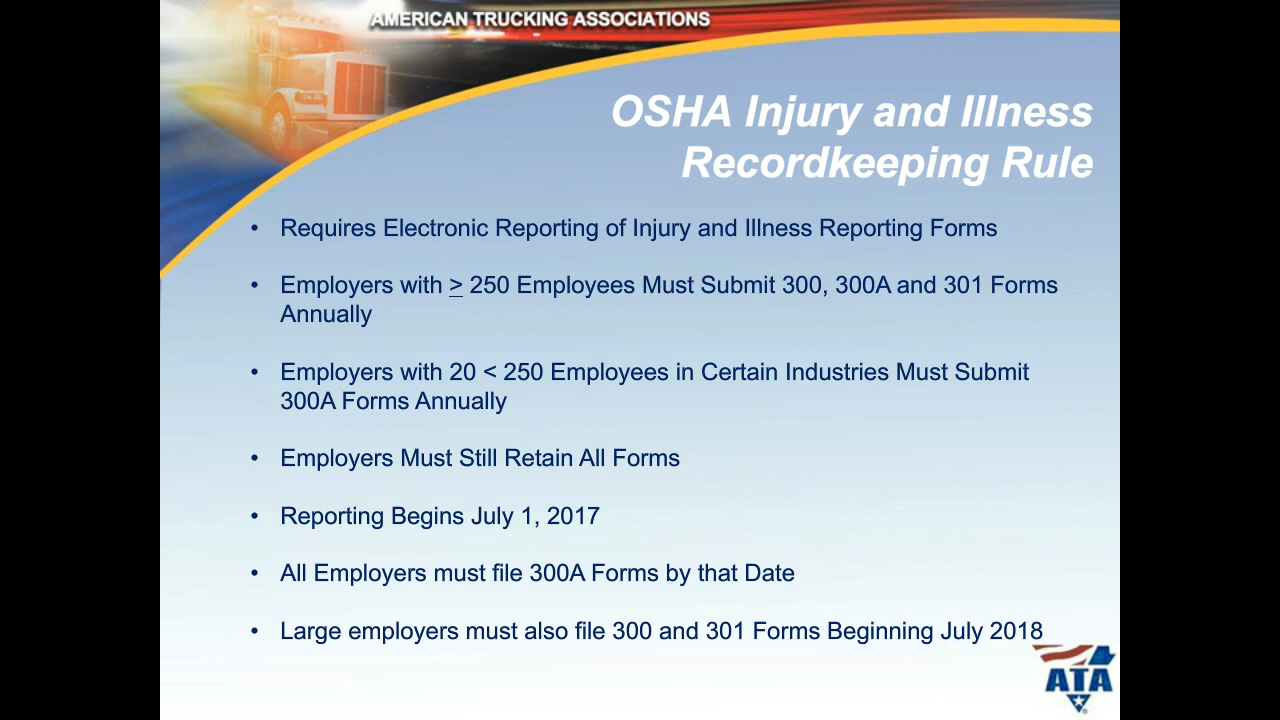 AMERICAN TRUCKING ASSOCIATIONS
OSHA Injury and Illness
Recordkeeping Rule
• Requires Electronic Reporting of Injury and Illness Reporting Forms
• Employers with ≥ 250 Employees Must Submit 300, 300A and 301 Forms
Annually
• Employers with 20 < 250 Employees in Certain Industries Must Submit
300A Forms Annually
• Employers Must Still Retain All Forms
• Reporting Begins July 1, 2017
• All Employers must file 300A Forms by that Date
• Large employers must also file 300 and 301 Forms Beginning July 2018
ATA